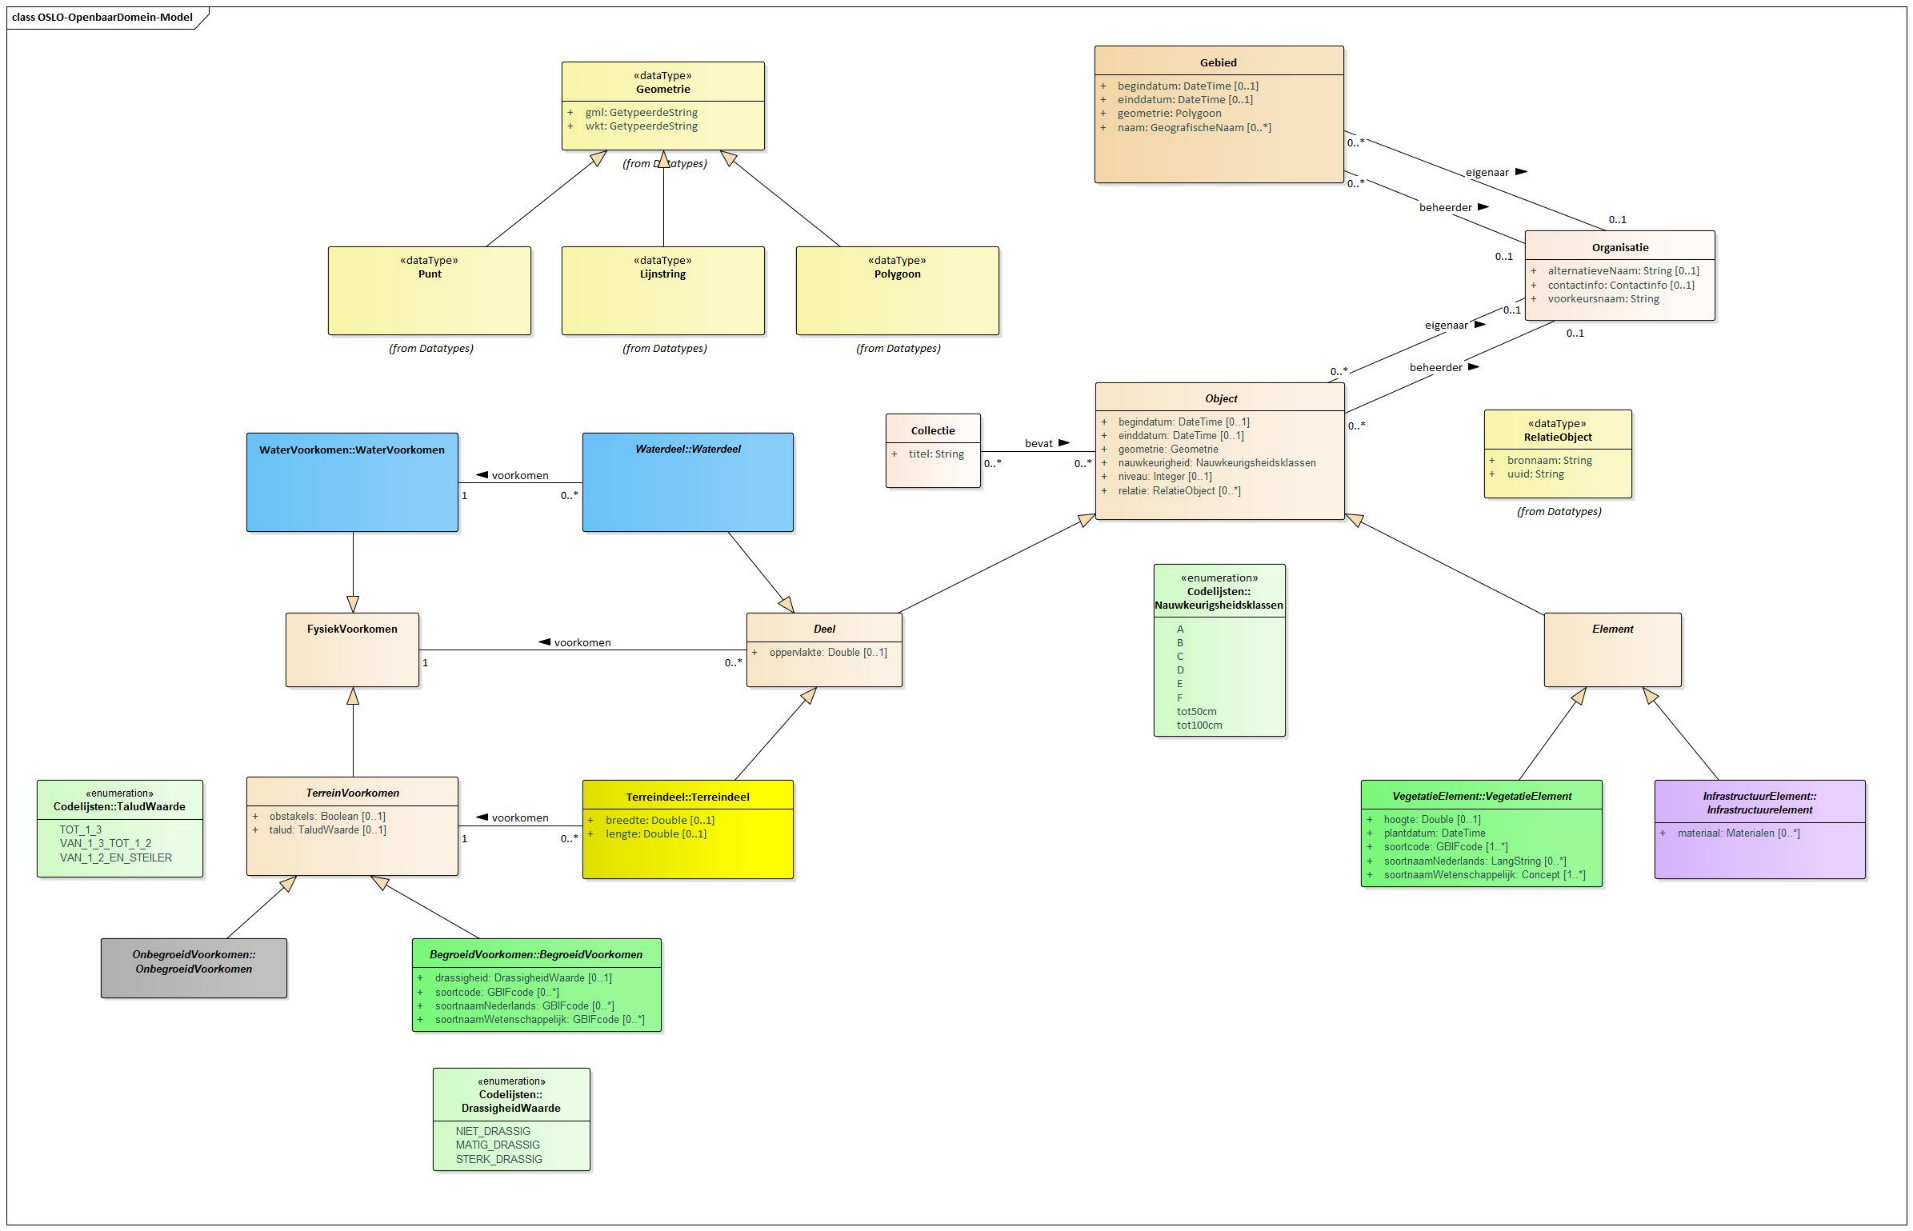 class OSLO-OpenbaarDomein-Model
«dataType»
Geometrie
+ gml: GetypeerdeString
+ wkt: GetypeerdeString
(from Datatypes)
«dataType»
Punt
(from Datatypes)
«dataType»
Lijnstring
(from Datatypes)
«dataType»
Polygoon
(from Datatypes)
Gebied
+ begindatum: DateTime [0..1]
+ einddatum: DateTime [0..1]
+ geometrie: Polygoon
+ naam: GeografischeNaam [0..*]
0..*
eigenaar
0..1
0..*
beheerder
0..1
Organisatie
+ alternatieveNaam: String [0..1]
+ contactinfo: Contactinfo [0..1]
+ voorkeursnaam: String
0..1
eigenaar
0..*
0..1
beheerder
0..*
Object
+ begindatum: DateTime [0..1]
+ einddatum: DateTime [0..1]
+ geometrie: Geometrie
+ nauwkeurigheid: Nauwkeurigsheidsklassen
+ niveau: Integer [0..1]
+ relatie: RelatieObject [0..*]
Collectie
+ titel: String
bevat
0..*
0..*
«dataType»
RelatieObject
+ bronnaam: String
+ uuid: String
(from Datatypes)
WaterVoorkomen::WaterVoorkomen
voorkomen
1
0..*
Waterdeel::Waterdeel
«enumeration»
Codelijsten::
Nauwkeurigsheidsklassen
A
B
C
D
E
F
tot50cm
tot100cm
FysiekVoorkomen
voorkomen
1
0..*
Deel
+ oppervlakte: Double [0..1]
Element
«enumeration»
Codelijsten::TaludWaarde
TOT_1_3
VAN_1_3_TOT_1_2
VAN_1_2_EN_STEILER
TerreinVoorkomen
+ obstakels: Boolean [0..1]
+ talud: TaludWaarde [0..1]
voorkomen
1
0..*
Terreindeel::Terreindeel
+ breedte: Double [0..1]
+ lengte: Double [0..1]
VegetatieElement::VegetatieElement
+ hoogte: Double [0..1]
+ plantdatum: DateTime
+ soortcode: GBIFcode [1..*]
+ soortnaamNederlands: LangString [0..*]
+ soortnaamWetenschappelijk: Concept [1..*]
InfrastructuurElement::
Infrastructuurelement
+ materiaal: Materialen [0..*]
OnbegroeidVoorkomen::
OnbegroeidVoorkomen
BegroeidVoorkomen::BegroeidVoorkomen
+ drassigheid: DrassigheidWaarde [0..1]
+ soortcode: GBIFcode [0..*]
+ soortnaamNederlands: GBIFcode [0..*]
+ soortnaamWetenschappelijk: GBIFcode [0..*]
«enumeration»
Codelijsten::
DrassigheidWaarde
NIET_DRASSIG
MATIG_DRASSIG
STERK_DRASSIG